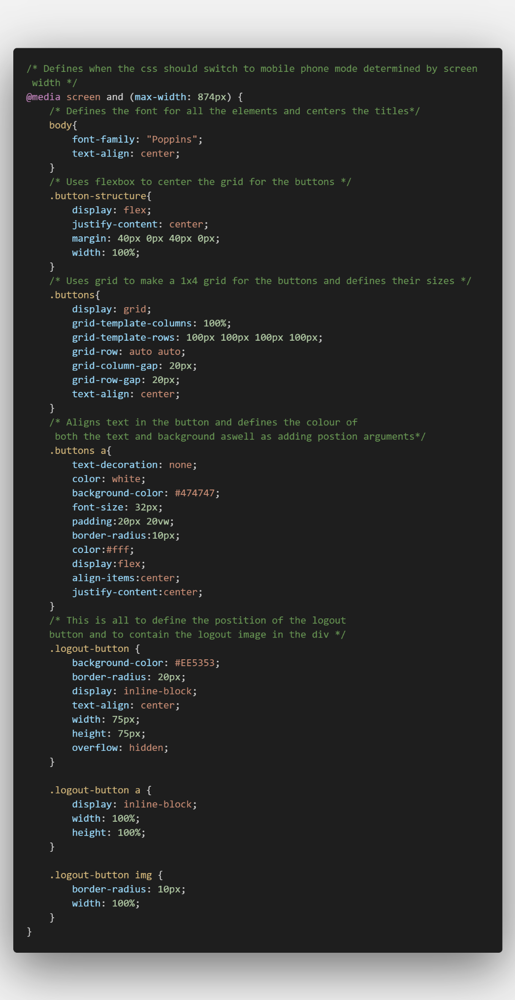 /* Defines when the css should switch to mobile phone mode determined by screen
 width */
@media screen and (max-width: 874px) {
    /* Defines the font for all the elements and centers the titles*/
    body{
        font-family: "Poppins";
        text-align: center;
    }
    /* Uses flexbox to center the grid for the buttons */
    .button-structure{
        display: flex;
        justify-content: center;
        margin: 40px 0px 40px 0px;
        width: 100%;
    }
    /* Uses grid to make a 1x4 grid for the buttons and defines their sizes */
    .buttons{
        display: grid;
        grid-template-columns: 100%;
        grid-template-rows: 100px 100px 100px 100px;
        grid-row: auto auto;
        grid-column-gap: 20px;
        grid-row-gap: 20px;
        text-align: center;
    }
    /* Aligns text in the button and defines the colour of
     both the text and background aswell as adding postion arguments*/
    .buttons a{
        text-decoration: none;
        color: white;
        background-color: #474747;
        font-size: 32px;
        padding:20px 20vw;
        border-radius:10px;
        color:#fff;
        display:flex;
        align-items:center;
        justify-content:center;
    }
    /* This is all to define the postition of the logout
    button and to contain the logout image in the div */
    .logout-button {
        background-color: #EE5353;
        border-radius: 20px;
        display: inline-block;
        text-align: center;
        width: 75px;
        height: 75px;
        overflow: hidden;
    }

    .logout-button a {
        display: inline-block;
        width: 100%;
        height: 100%;
    }

    .logout-button img {
        border-radius: 10px;
        width: 100%;
    }
}